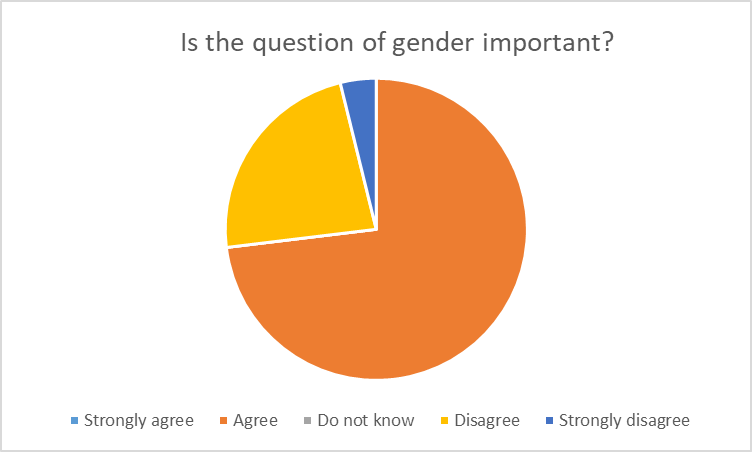 Is the question of gender important?
Strongly agree Agree Do not know Disagree Strongly disagree